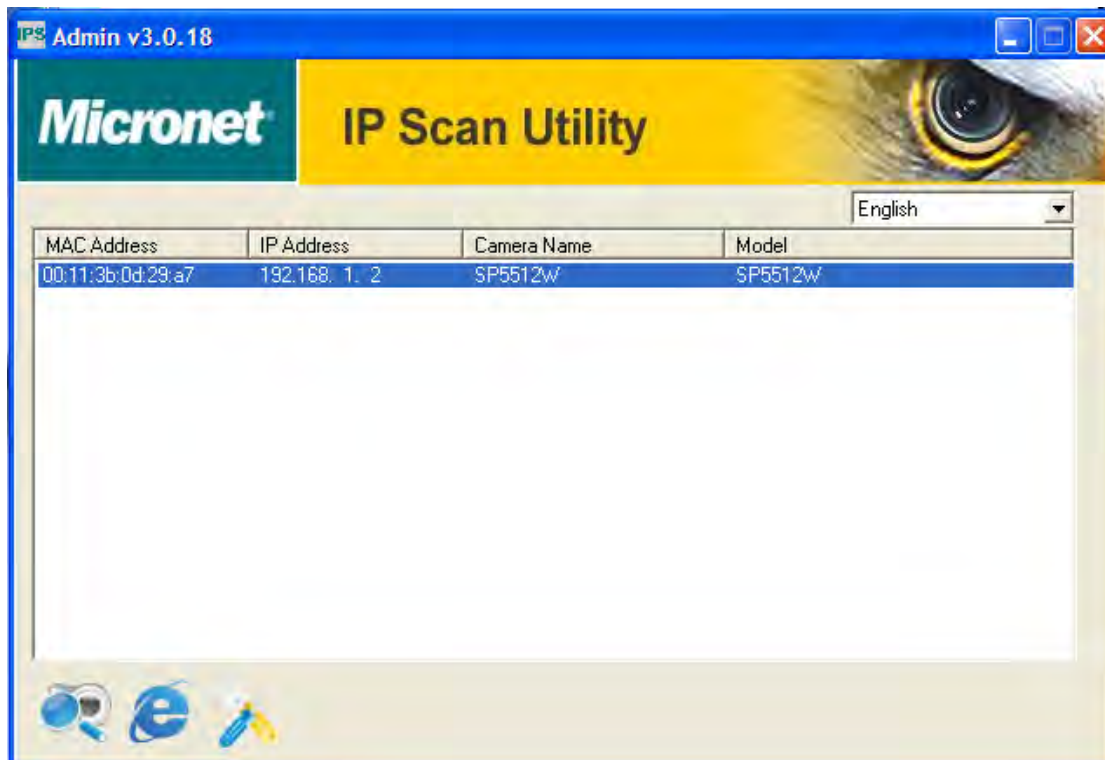 IPS Admin v3.0.18
Micronet IP Scan Utility
English
MAC Address IP Address Camera Name Model
00:11:3b:0d:29:a7 192.168. 1. 2 SP5512W SP5512W